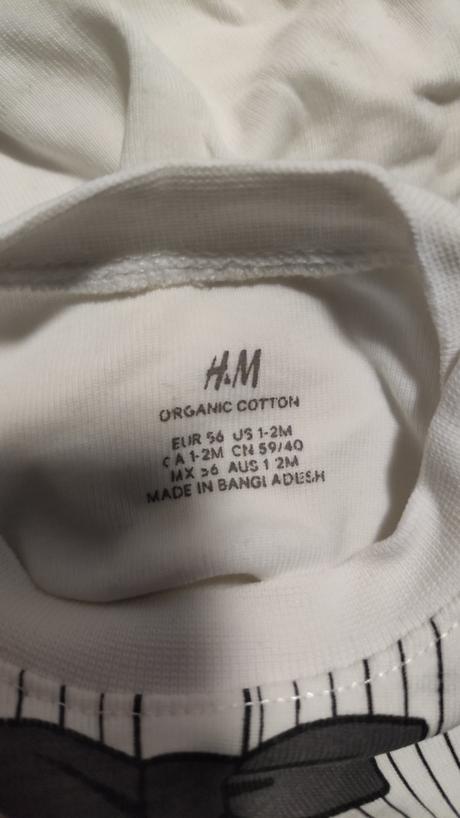 H&M
ORGANIC COTTON
EUR 56 US 1-2M
CA 1-2M CN 59/40
MX 56 AUS 1 2M
MADE IN BANGLADESH